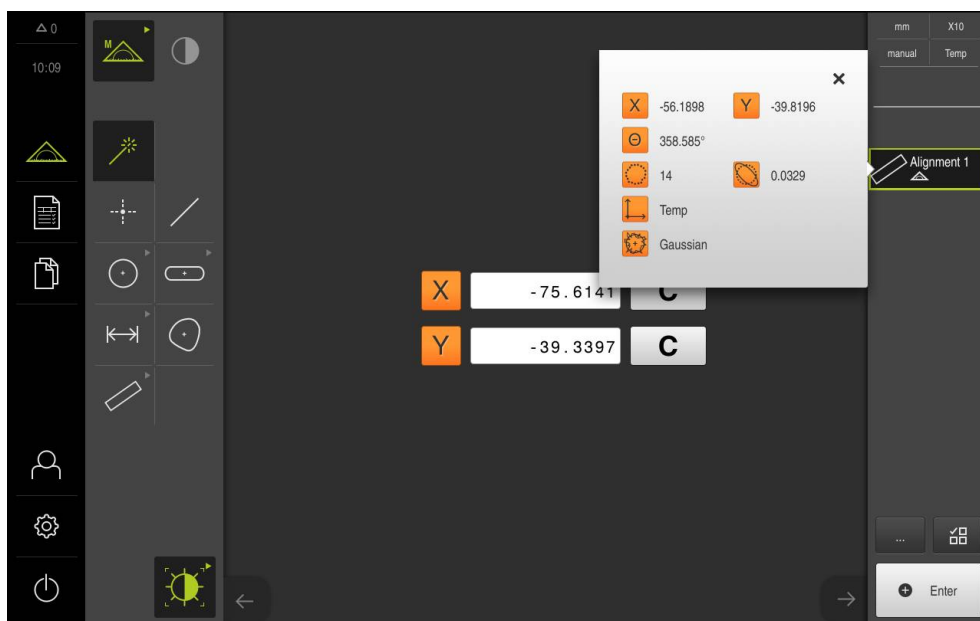 0
10:09
M
mm X10
manual Temp
X -56.1898 Y -39.8196
Θ 358.585°
14 0.0329
Temp
Gaussian
Alignment 1
X -75.6141 C
Y -39.3397 C
...
Enter